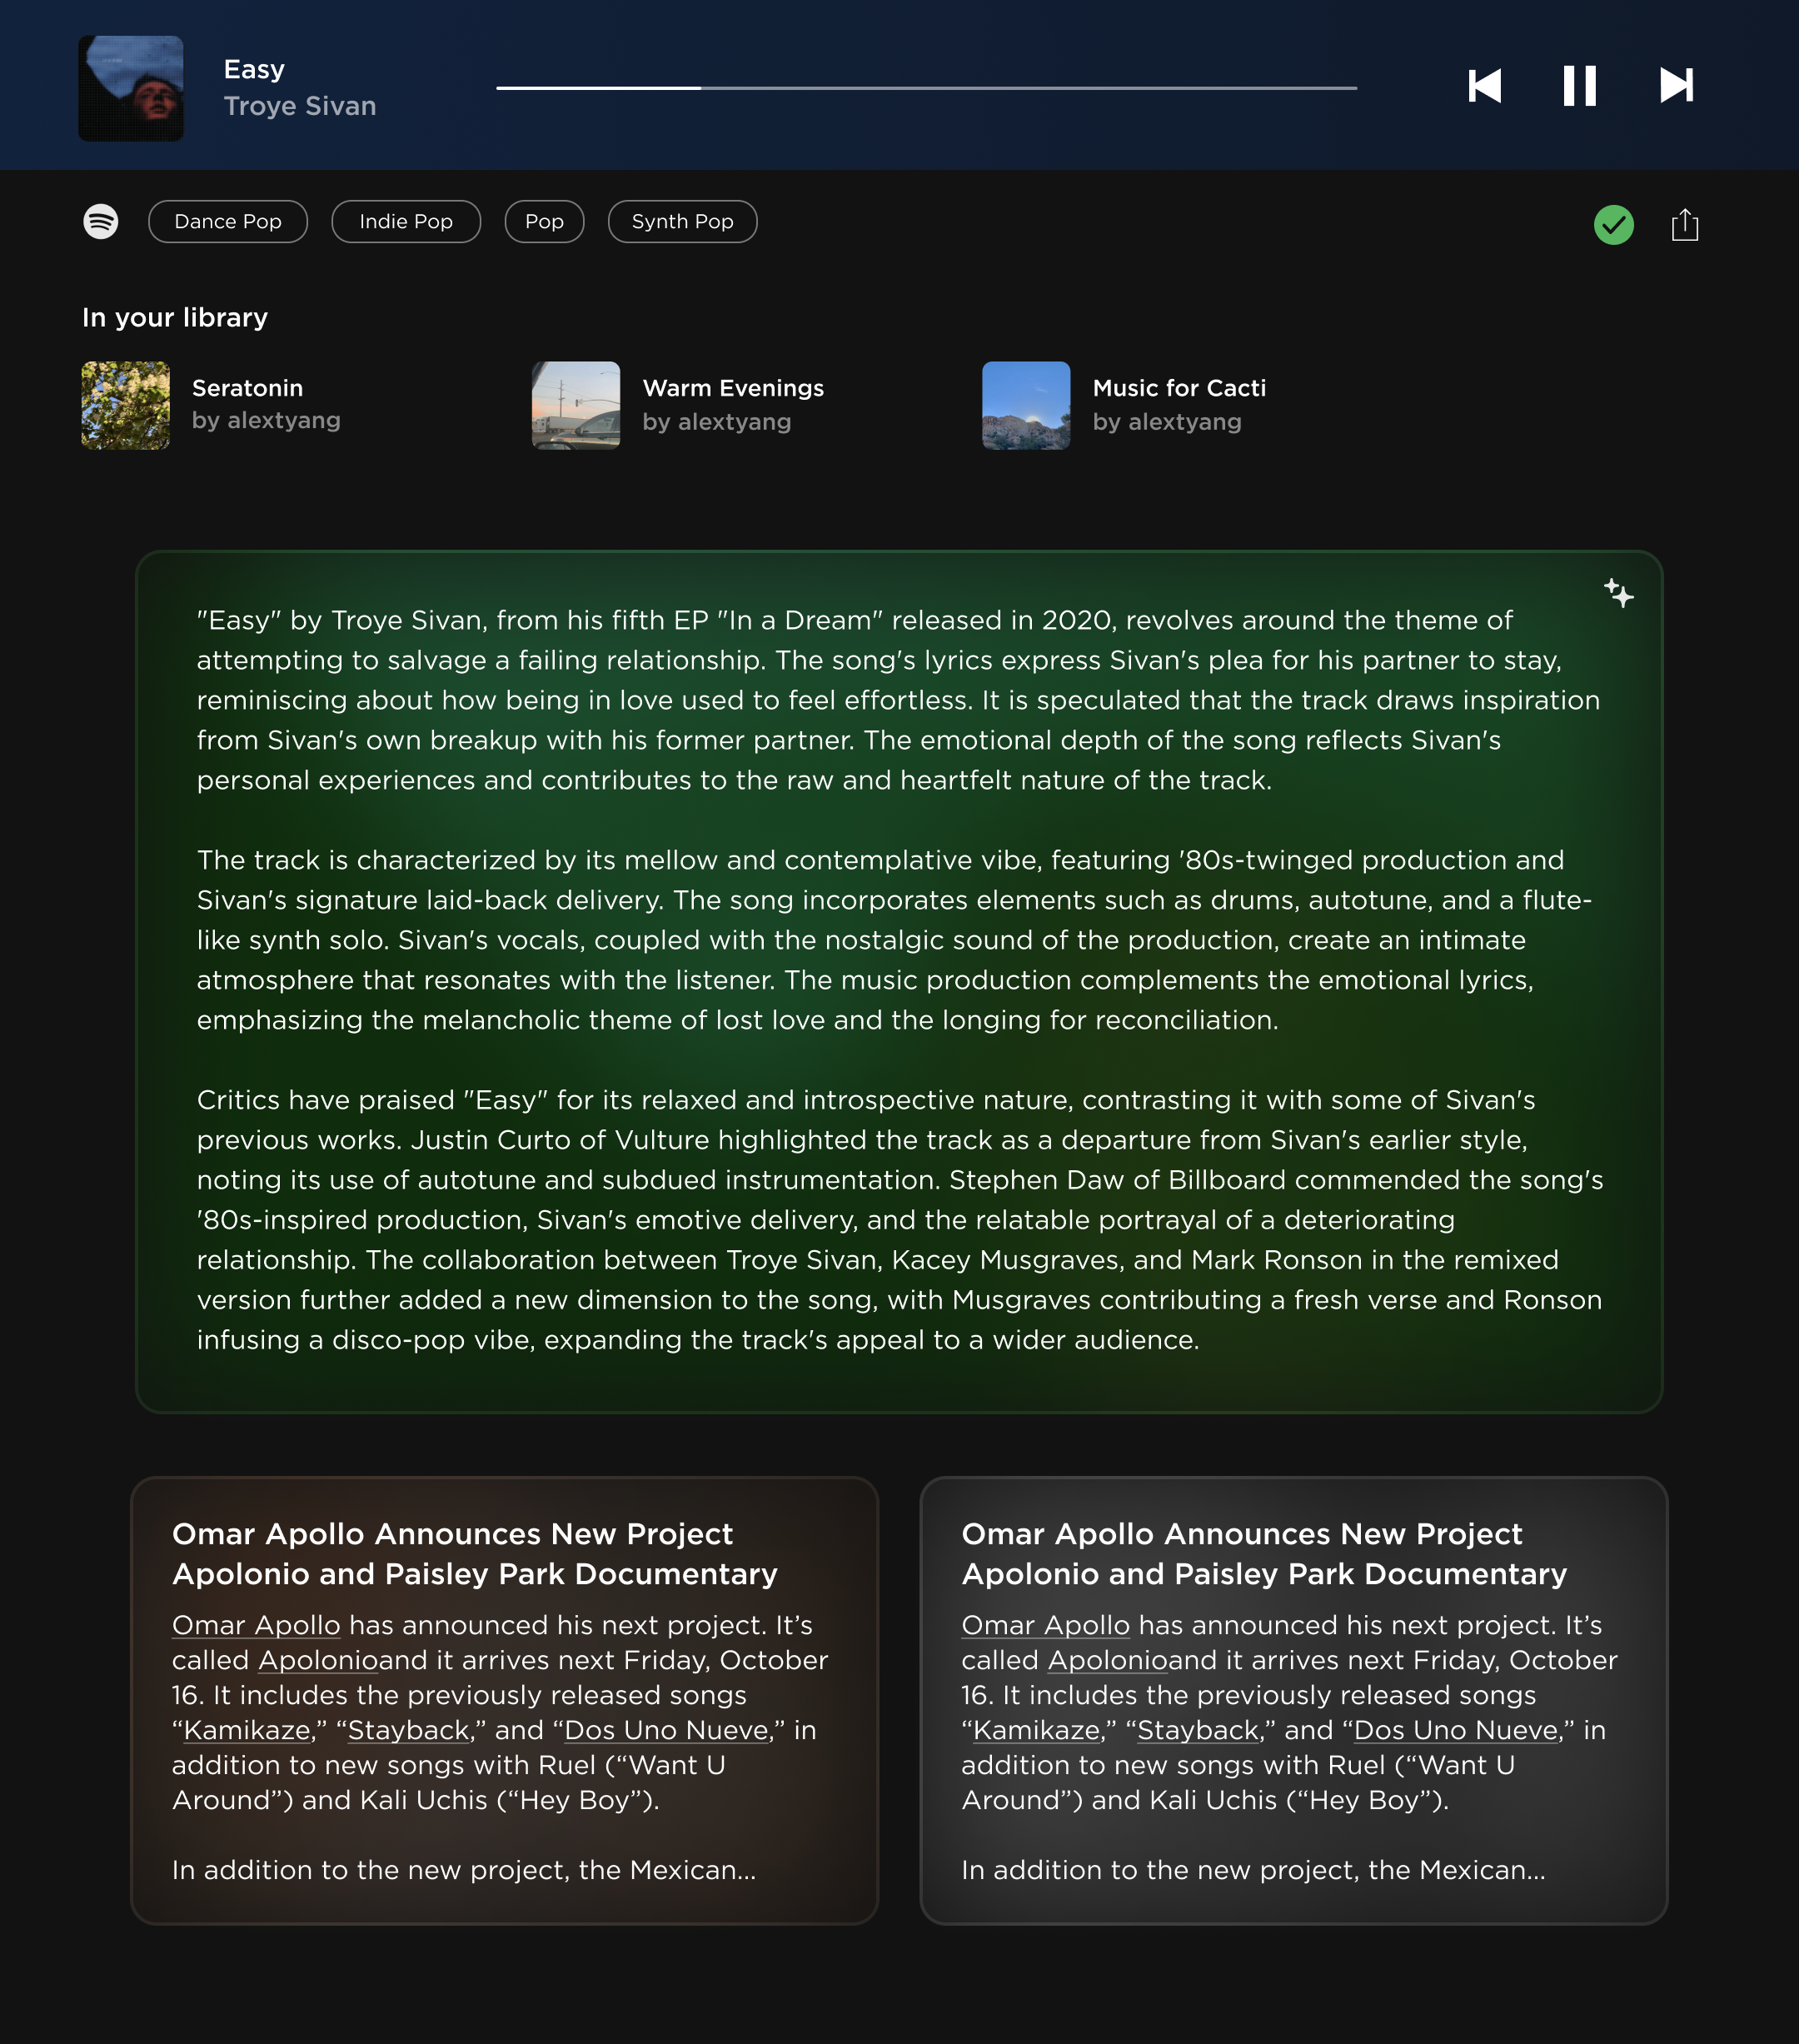 Easy
Troye Sivan
Dance Pop
Indie Pop
Pop
Synth Pop
In your library
Seratonin
by alextyang
Warm Evenings
by alextyang
Music for Cacti
by alextyang
"Easy" by Troye Sivan, from his fifth EP "In a Dream" released in 2020, revolves around the theme of
attempting to salvage a failing relationship. The song's lyrics express Sivan's plea for his partner to stay,
reminiscing about how being in love used to feel effortless. It is speculated that the track draws inspiration
from Sivan's own breakup with his former partner. The emotional depth of the song reflects Sivan's
personal experiences and contributes to the raw and heartfelt nature of the track.
The track is characterized by its mellow and contemplative vibe, featuring '80s-twinged production and
Sivan's signature laid-back delivery. The song incorporates elements such as drums, autotune, and a flute-
like synth solo. Sivan's vocals, coupled with the nostalgic sound of the production, create an intimate
atmosphere that resonates with the listener. The music production complements the emotional lyrics,
emphasizing the melancholic theme of lost love and the longing for reconciliation.
Critics have praised "Easy" for its relaxed and introspective nature, contrasting it with some of Sivan's
previous works. Justin Curto of Vulture highlighted the track as a departure from Sivan's earlier style,
noting its use of autotune and subdued instrumentation. Stephen Daw of Billboard commended the song's
'80s-inspired production, Sivan's emotive delivery, and the relatable portrayal of a deteriorating
relationship. The collaboration between Troye Sivan, Kacey Musgraves, and Mark Ronson in the remixed
version further added a new dimension to the song, with Musgraves contributing a fresh verse and Ronson
infusing a disco-pop vibe, expanding the track's appeal to a wider audience.
Omar Apollo Announces New Project
Apolonio and Paisley Park Documentary
Omar Apollo has announced his next project. It’s
called Apolonioand it arrives next Friday, October
16. It includes the previously released songs
“Kamikaze,” “Stayback,” and “Dos Uno Nueve,” in
addition to new songs with Ruel (“Want U
Around”) and Kali Uchis (“Hey Boy”).
In addition to the new project, the Mexican...
Omar Apollo Announces New Project
Apolonio and Paisley Park Documentary
Omar Apollo has announced his next project. It’s
called Apolonioand it arrives next Friday, October
16. It includes the previously released songs
“Kamikaze,” “Stayback,” and “Dos Uno Nueve,” in
addition to new songs with Ruel (“Want U
Around”) and Kali Uchis (“Hey Boy”).
In addition to the new project, the Mexican...